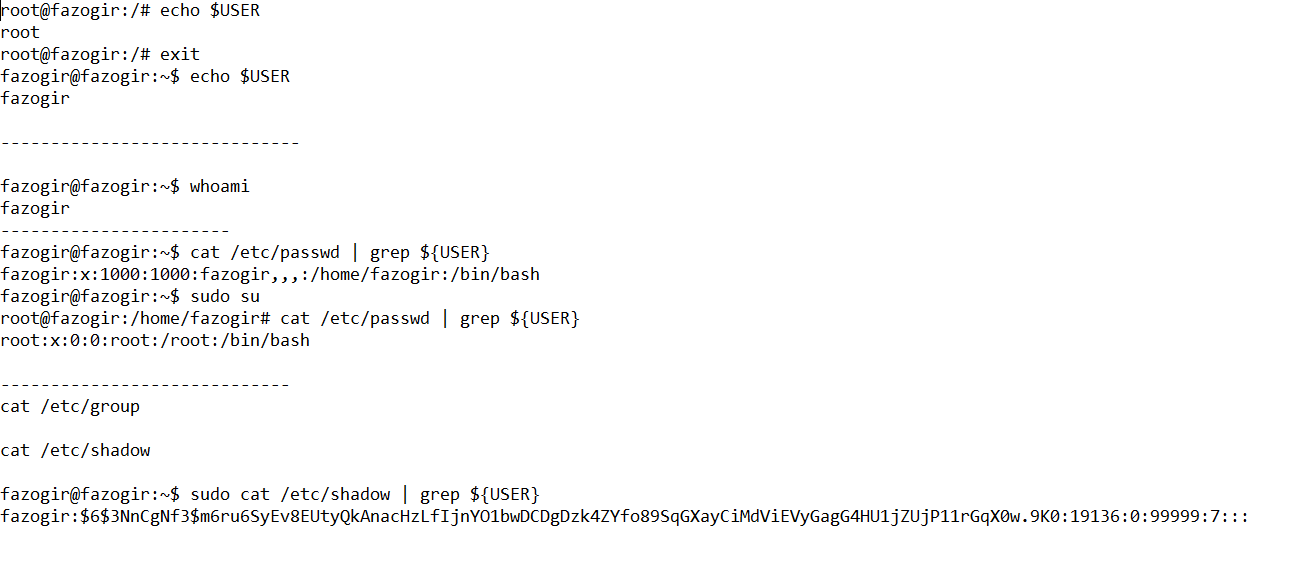 root@fazogir:/# echo $USER
root
root@fazogir:/# exit
fazogir@fazogir:~$ echo $USER
fazogir
------------------------------
fazogir@fazogir:~$ whoami
fazogir
-----------------------
fazogir@fazogir:~$ cat /etc/passwd | grep ${USER}
fazogir:x:1000:1000:fazogir,,,:/home/fazogir:/bin/bash
fazogir@fazogir:~$ sudo su
root@fazogir:/home/fazogir# cat /etc/passwd | grep ${USER}
root:x:0:0:root:/root:/bin/bash
-----------------------------
cat /etc/group
cat /etc/shadow
fazogir@fazogir:~$ sudo cat /etc/shadow | grep ${USER}
fazogir:$6$3NnCgNf3$m6ru6SyEv8EUtyQkAnacHzLfIjnYO1bwDCDgDzk4ZYfo89SqGXayCiMdViEVyGagG4HU1jZUjP11rGqX0w.9K0:19136:0:99999:7:::